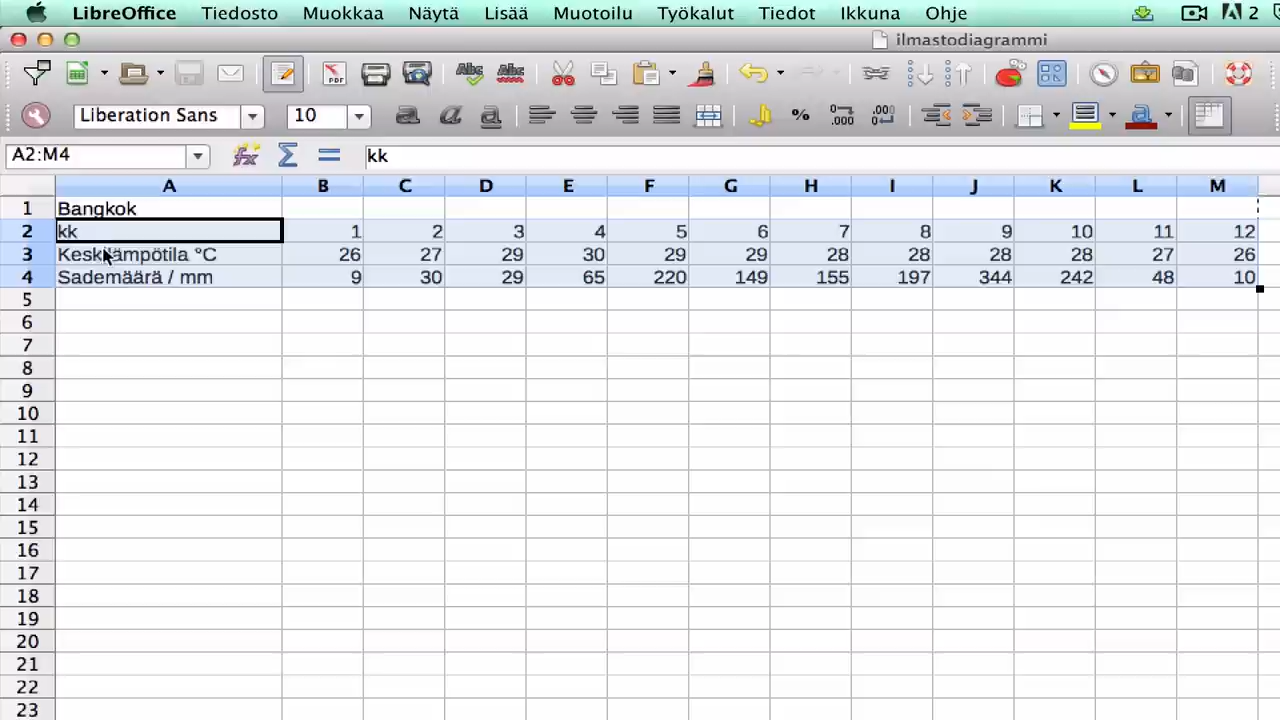 LibreOffice Tiedosto Muokkaa Näytä Lisää Muotoilu Työkalut Tiedot Ikkuna Ohje 2
ilmastodiagrammi
Liberation Sans 10
A2:M4 kk
A B C D E F G H I J K L M
1 Bangkok
2 kk 1 2 3 4 5 6 7 8 9 10 11 12
3 Keskilämpötila °C 26 27 29 30 29 29 28 28 28 28 27 26
4 Sademäärä / mm 9 30 29 65 220 149 155 197 344 242 48 10
5
6
7
8
9
10
11
12
13
14
15
16
17
18
19
20
21
22
23